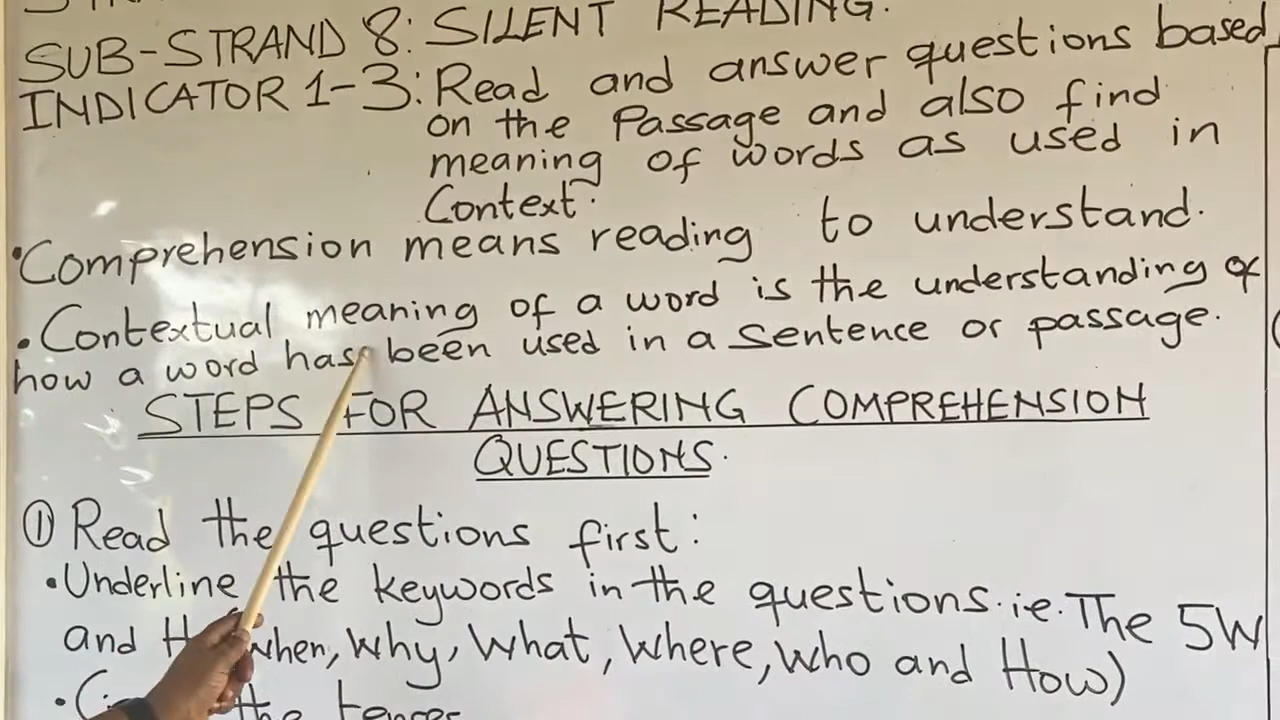 SUB-STRAND 8: SILENT READING.
INDICATOR 1-3: Read and answer questions based
on the Passage and also find
meaning of words as used in
Context.
• Comprehension means reading to understand.
• Contextual meaning of a word is the understanding of
how a word has been used in a sentence or passage.
STEPS FOR ANSWERING COMPREHENSION
QUESTIONS.
① Read the questions first:
• Underline the keywords in the questions. i.e. The 5W
and When, Why, What, Where, Who and How)
• the tenses